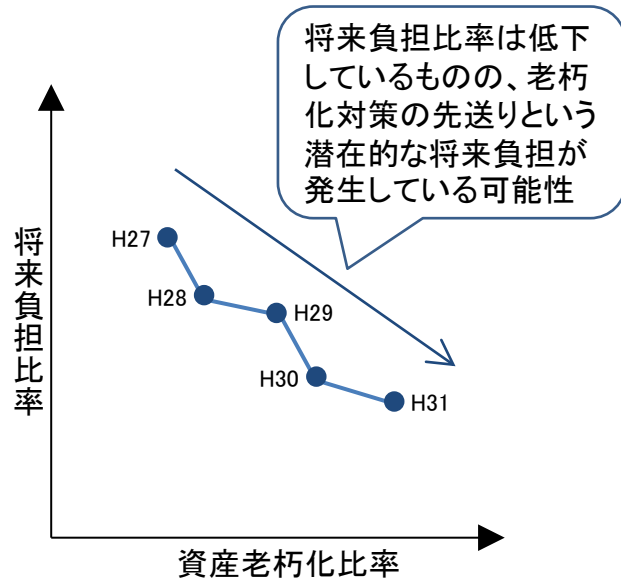 将来負担比率は低下
しているものの、老朽
化対策の先送りという
潜在的な将来負担が
発生している可能性
将来負担比率
H27
H28
H29
H30
H31
資産老朽化比率